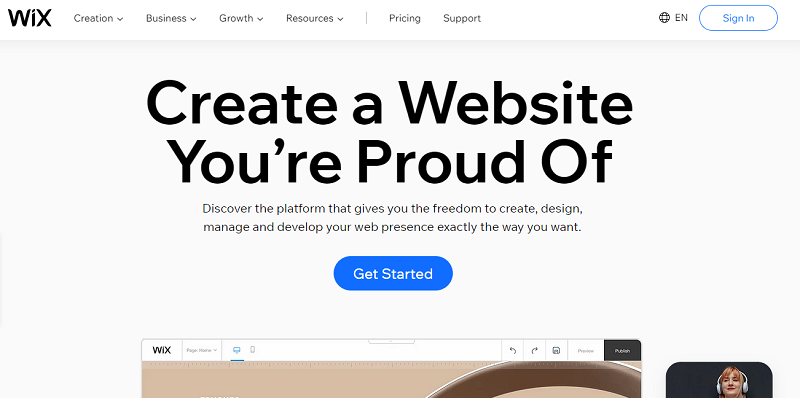 WiX
Creation
Business
Growth
Resources
Pricing
Support
EN
Sign In
Create a Website
You're Proud Of
Discover the platform that gives you the freedom to create, design,
manage and develop your web presence exactly the way you want.
Get Started
WiX
Page: Home
Preview
Publish